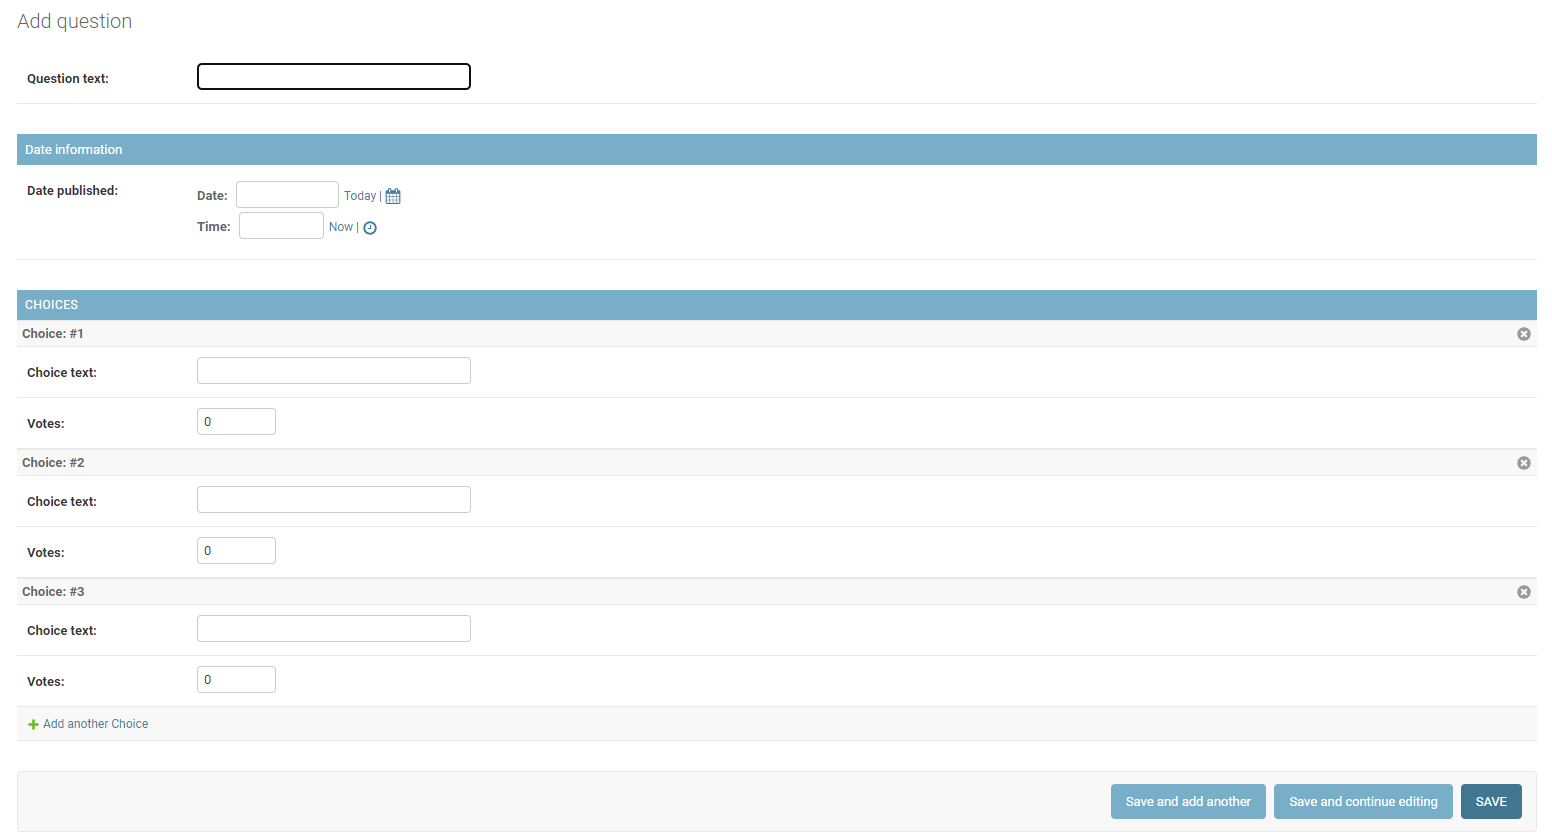 Add question
Question text:
Date information
Date published:
Date: Today |
Time: Now |
CHOICES
Choice: #1
Choice text:
Votes: 0
Choice: #2
Choice text:
Votes: 0
Choice: #3
Choice text:
Votes: 0
Add another Choice
Save and add another Save and continue editing SAVE